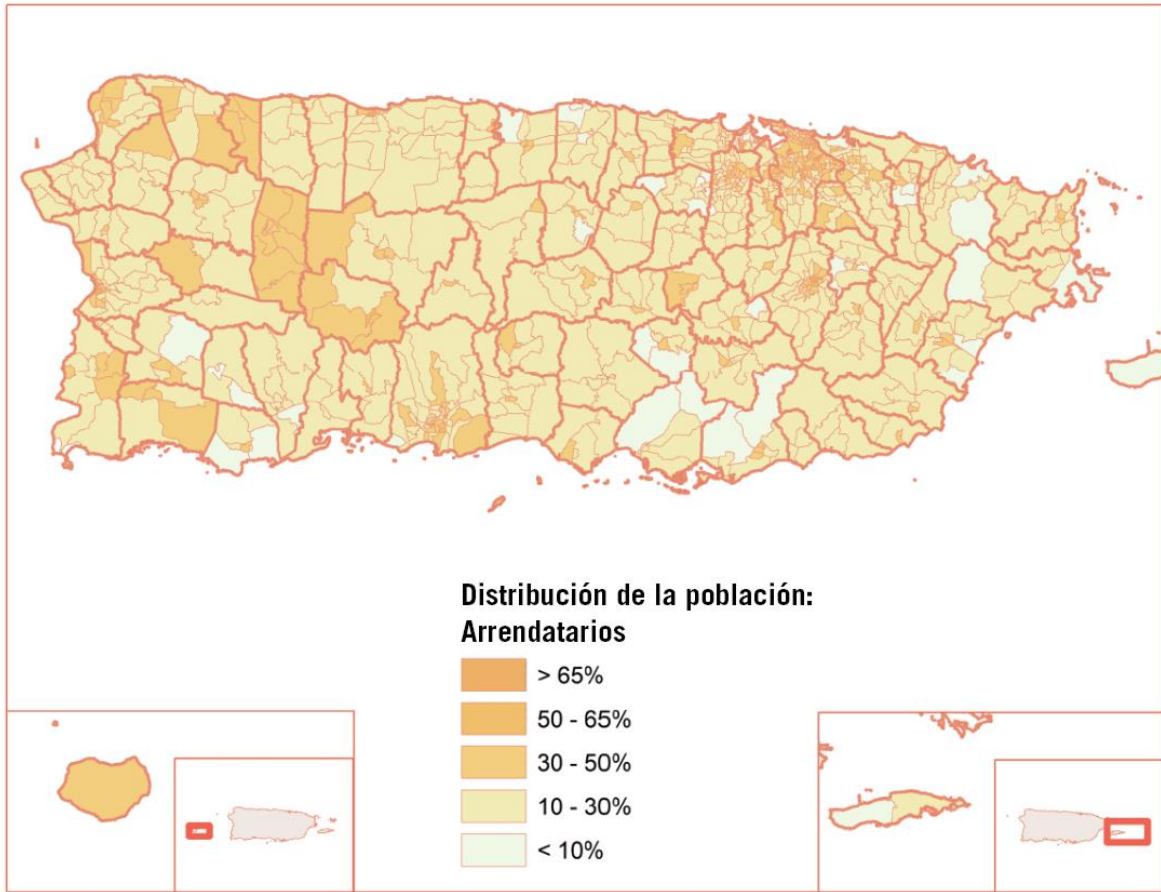 Distribución de la población:
Arrendatarios
> 65%
50 - 65%
30 - 50%
10 - 30%
< 10%